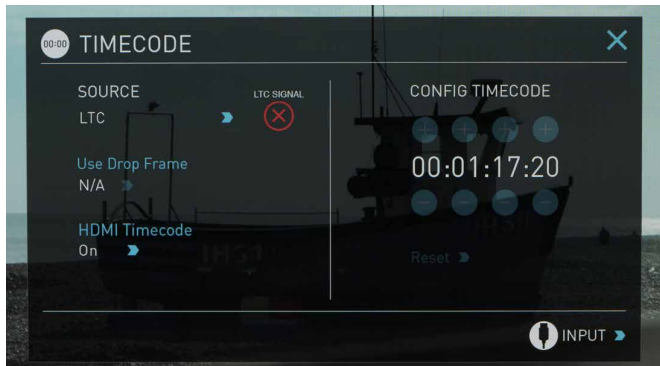 00:00 TIMECODE
SOURCE
LTC SIGNAL
LTC
Use Drop Frame
N/A
HDMI Timecode
On
CONFIG TIMECODE
00:01:17:20
Reset
INPUT
IH51